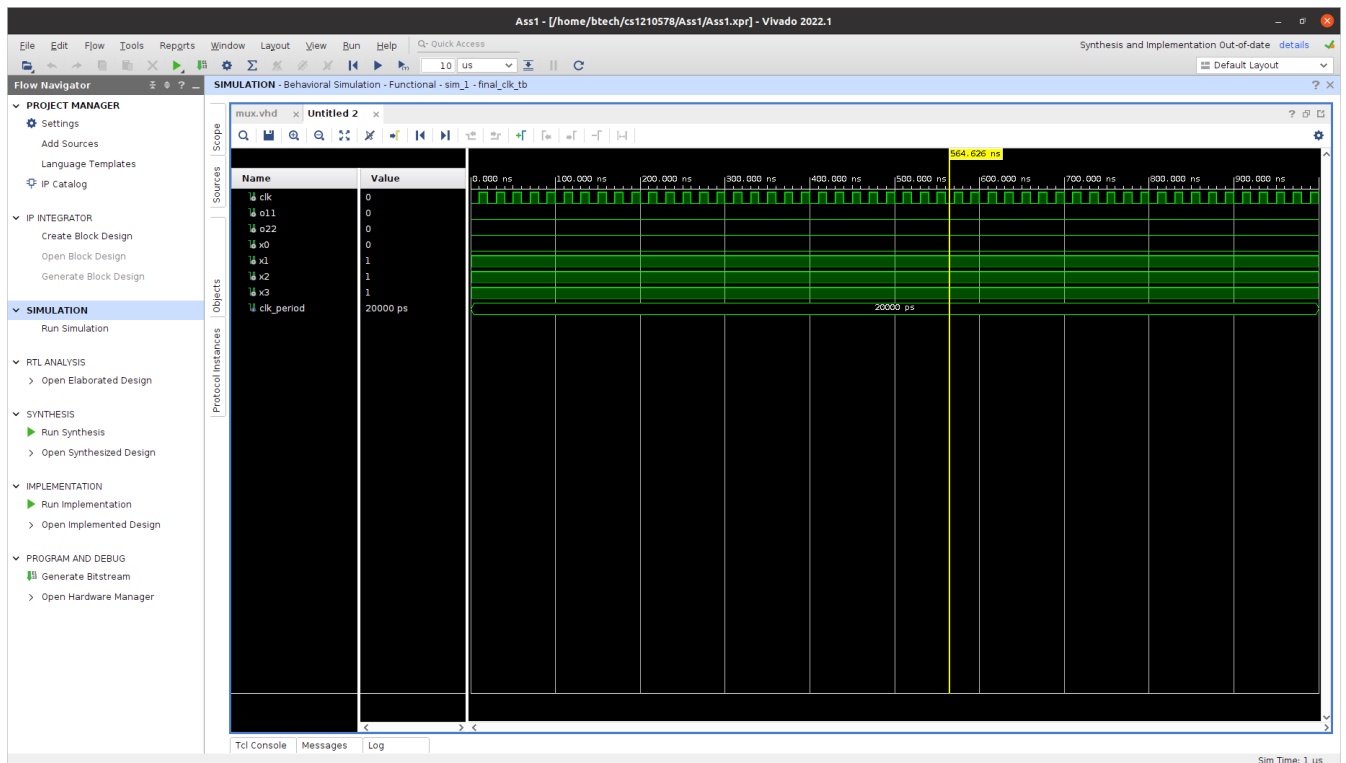 Ass1 - [/home/btech/cs1210578/Ass1/Ass1.xpr] - Vivado 2022.1
File Edit Flow Tools Reports Window Layout View Run Help Q- Quick Access Synthesis and Implementation Out-of-date details
10 us Default Layout
Flow Navigator ? SIMULATION - Behavioral Simulation - Functional - sim_1 - final_clk_tb ? ×
PROJECT MANAGER
Settings
Add Sources
Language Templates
IP Catalog
IP INTEGRATOR
Create Block Design
Open Block Design
Generate Block Design
SIMULATION
Run Simulation
RTL ANALYSIS
Open Elaborated Design
SYNTHESIS
Run Synthesis
Open Synthesized Design
IMPLEMENTATION
Run Implementation
Open Implemented Design
PROGRAM AND DEBUG
Generate Bitstream
Open Hardware Manager
Scope
Sources
Objects
Protocol Instances
mux.vhd × Untitled 2 ×
564.626 ns
Name Value 0.000 ns 100.000 ns 200.000 ns 300.000 ns 400.000 ns 500.000 ns 600.000 ns 700.000 ns 800.000 ns 900.000 ns
clk 0
o11 0
o22 0
x0 0
x1 1
x2 1
x3 1
clk_period 20000 ps 20000 ps
Tcl Console Messages Log
Sim Time: 1 us